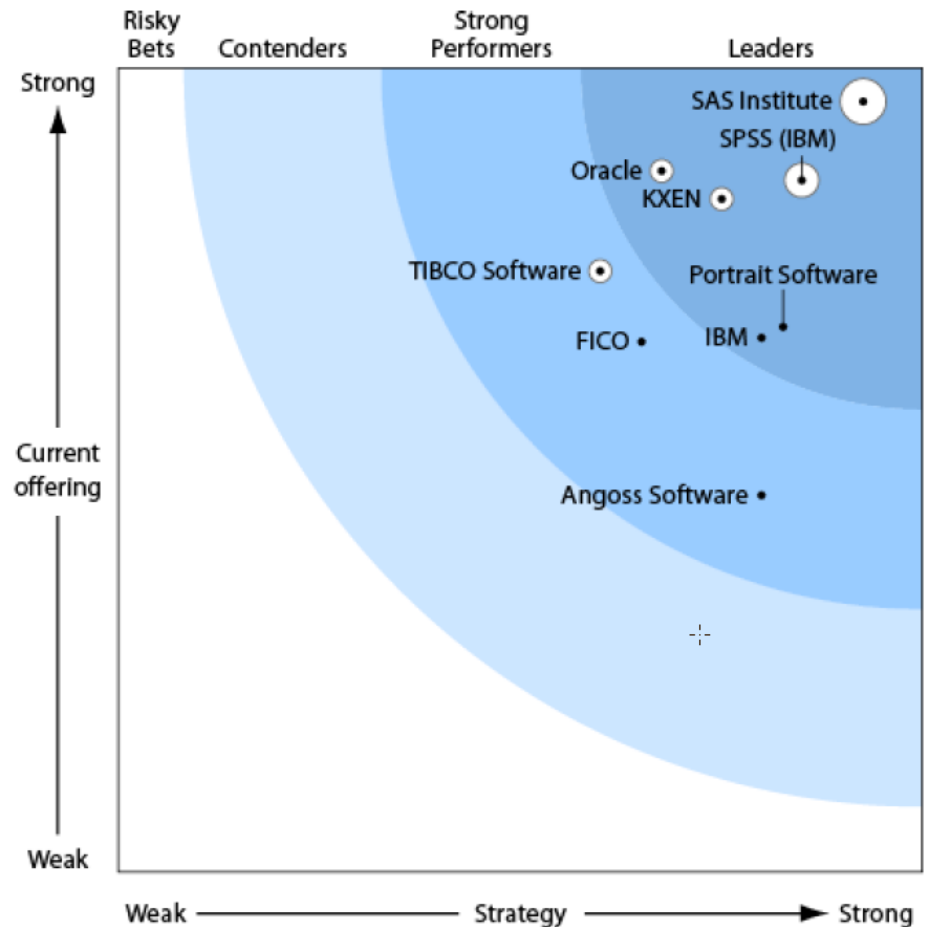 Risky
Bets
Contenders
Strong
Performers
Leaders
Strong
SAS Institute
SPSS (IBM)
Oracle
KXEN
TIBCO Software
Portrait Software
FICO
IBM
Current
offering
Angoss Software
Weak
Weak
Strategy
Strong